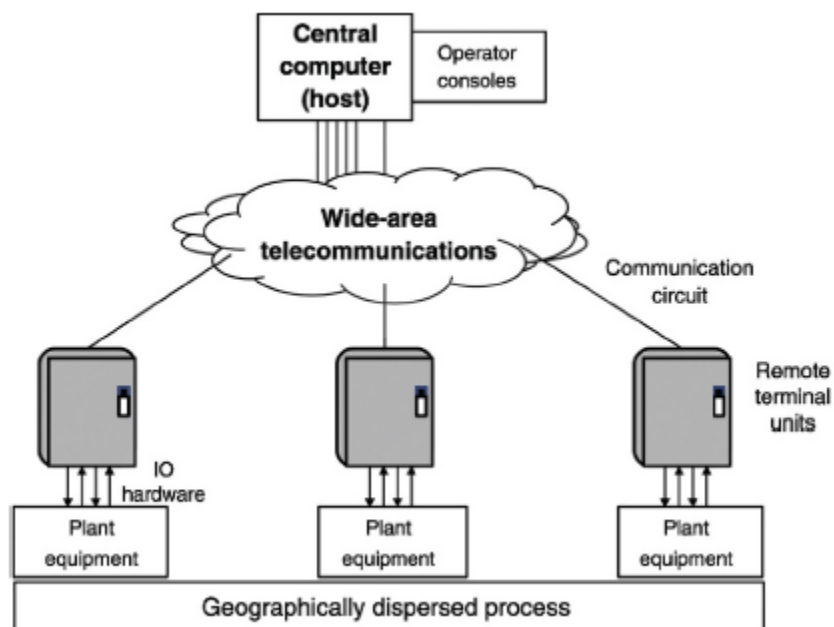 Central
computer
(host)
Operator
consoles
Wide-area
telecommunications
Communication
circuit
Remote
terminal
units
IO
hardware
Plant
equipment
Plant
equipment
Plant
equipment
Geographically dispersed process